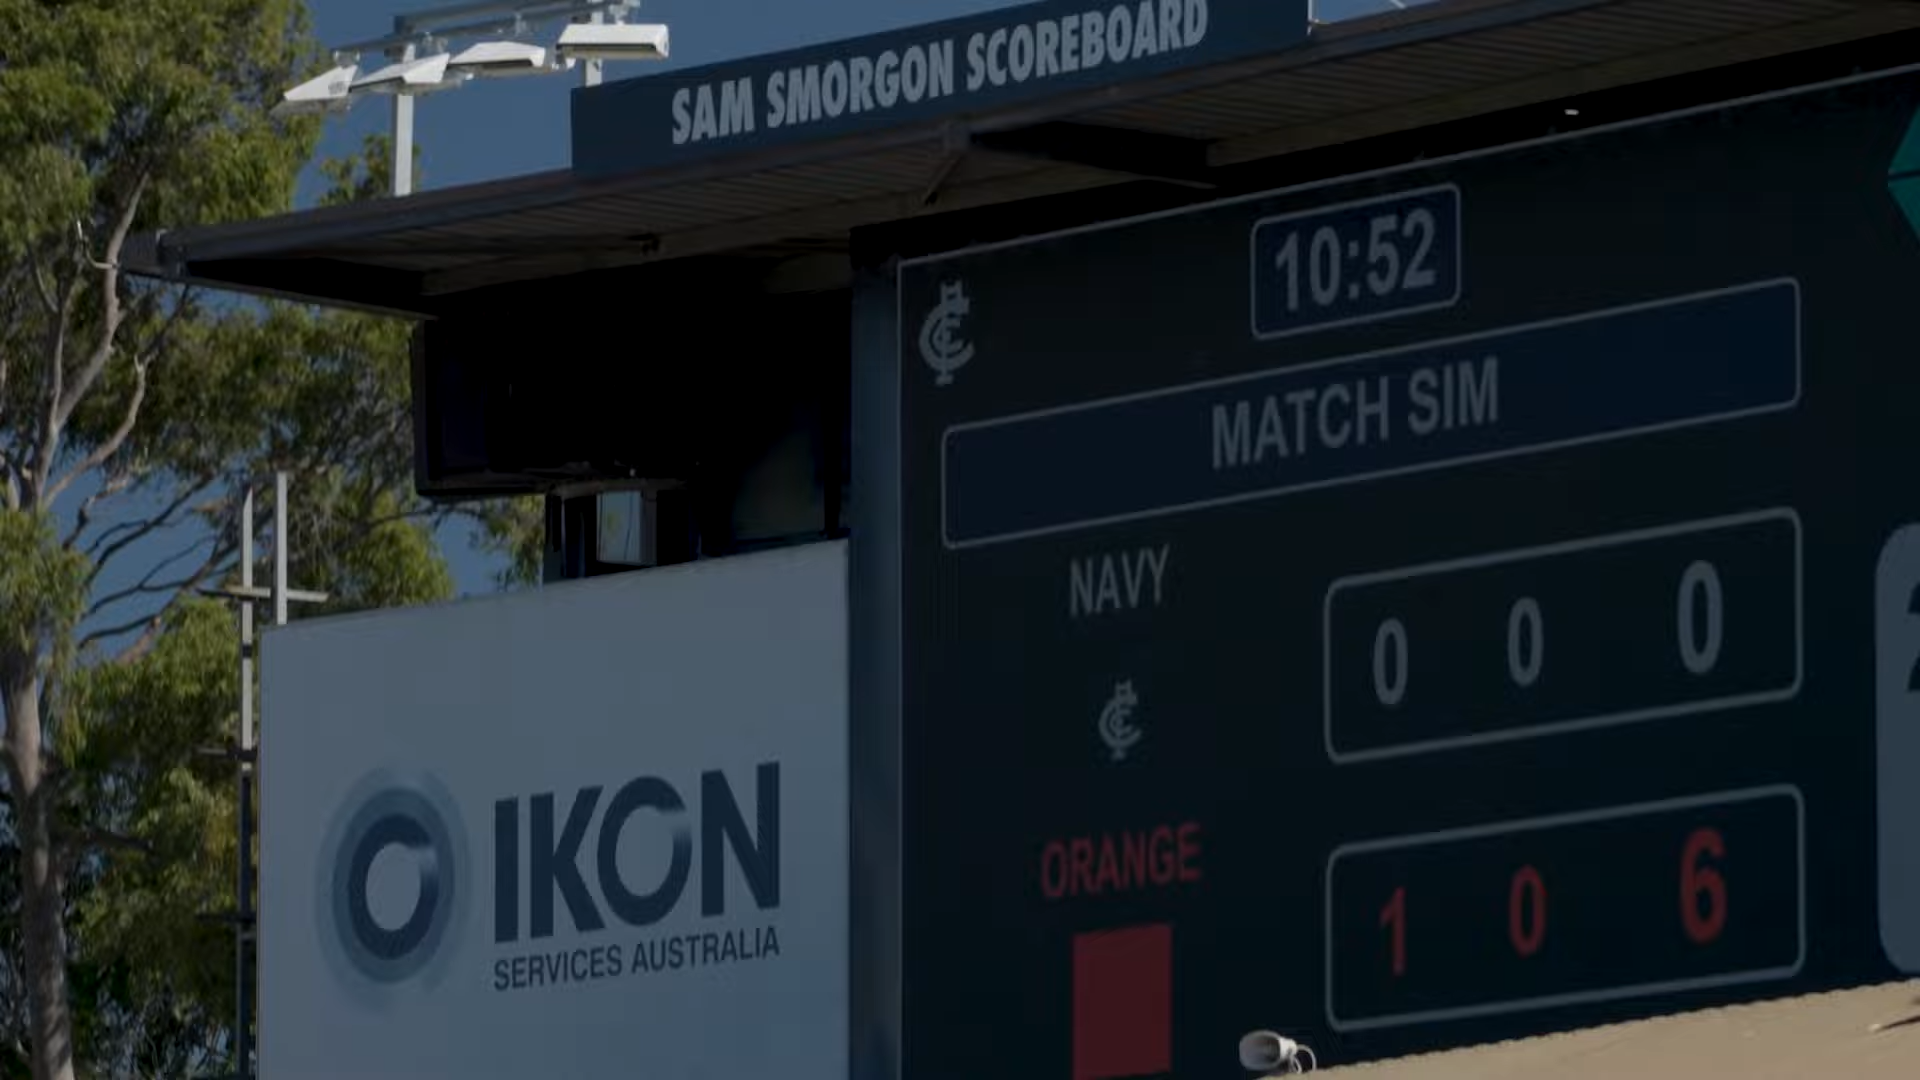 SAM SMORGON SCOREBOARD
10:52
MATCH SIM
NAVY
0 0 0
ORANGE
1 0 6
IKON
SERVICES AUSTRALIA